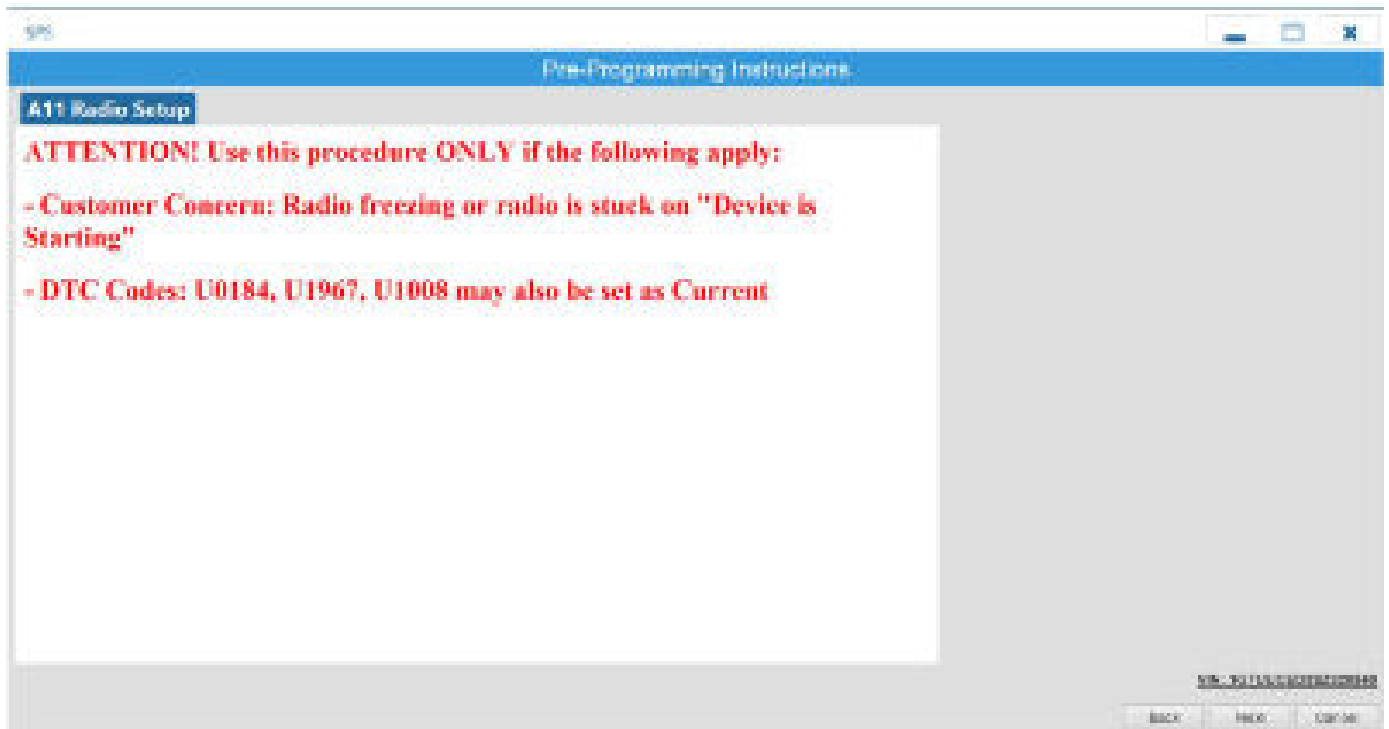 SPS
Pre-Programming Instructions
A11 Radio Setup
ATTENTION! Use this procedure ONLY if the following apply:
- Customer Concern: Radio freezing or radio is stuck on "Device is
Starting"
- DTC Codes: U0184, U1967, U1008 may also be set as Current
Back Next Cancel